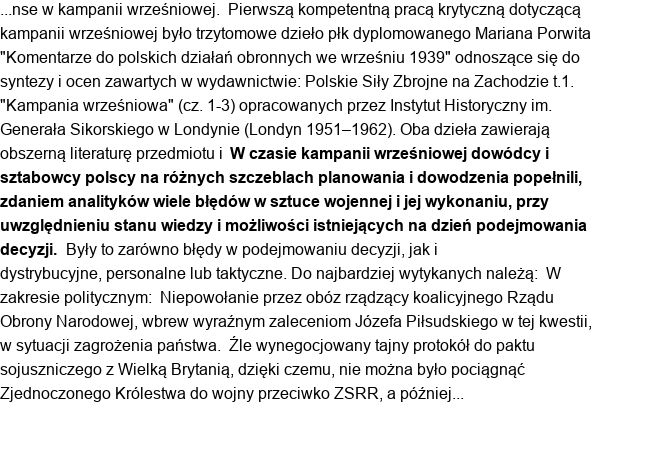 ...nse w kampanii wrześniowej.  Pierwszą kompetentną pracą krytyczną dotyczącą
kampanii wrześniowej było trzytomowe dzieło płk dyplomowanego Mariana Porwita
"Komentarze do polskich działań obronnych we wrześniu 1939" odnoszące się do
syntezy i ocen zawartych w wydawnictwie: Polskie Siły Zbrojne na Zachodzie t.1.
"Kampania wrześniowa" (cz. 1-3) opracowanych przez Instytut Historyczny im.
Generała Sikorskiego w Londynie (Londyn 1951–1962). Oba dzieła zawierają
obszerną literaturę przedmiotu i  W czasie kampanii wrześniowej dowódcy i
sztabowcy polscy na różnych szczeblach planowania i dowodzenia popełnili,
zdaniem analityków wiele błędów w sztuce wojennej i jej wykonaniu, przy
uwzględnieniu stanu wiedzy i możliwości istniejących na dzień podejmowania
decyzji.  Były to zarówno błędy w podejmowaniu decyzji, jak i
dystrybucyjne, personalne lub taktyczne. Do najbardziej wytykanych należą:  W
zakresie politycznym:  Niepowołanie przez obóz rządzący koalicyjnego Rządu
Obrony Narodowej, wbrew wyraźnym zaleceniom Józefa Piłsudskiego w tej kwestii,
w sytuacji zagrożenia państwa.  Źle wynegocjowany tajny protokół do paktu
sojuszniczego z Wielką Brytanią, dzięki czemu, nie można było pociągnąć
Zjednoczonego Królestwa do wojny przeciwko ZSRR, a później...